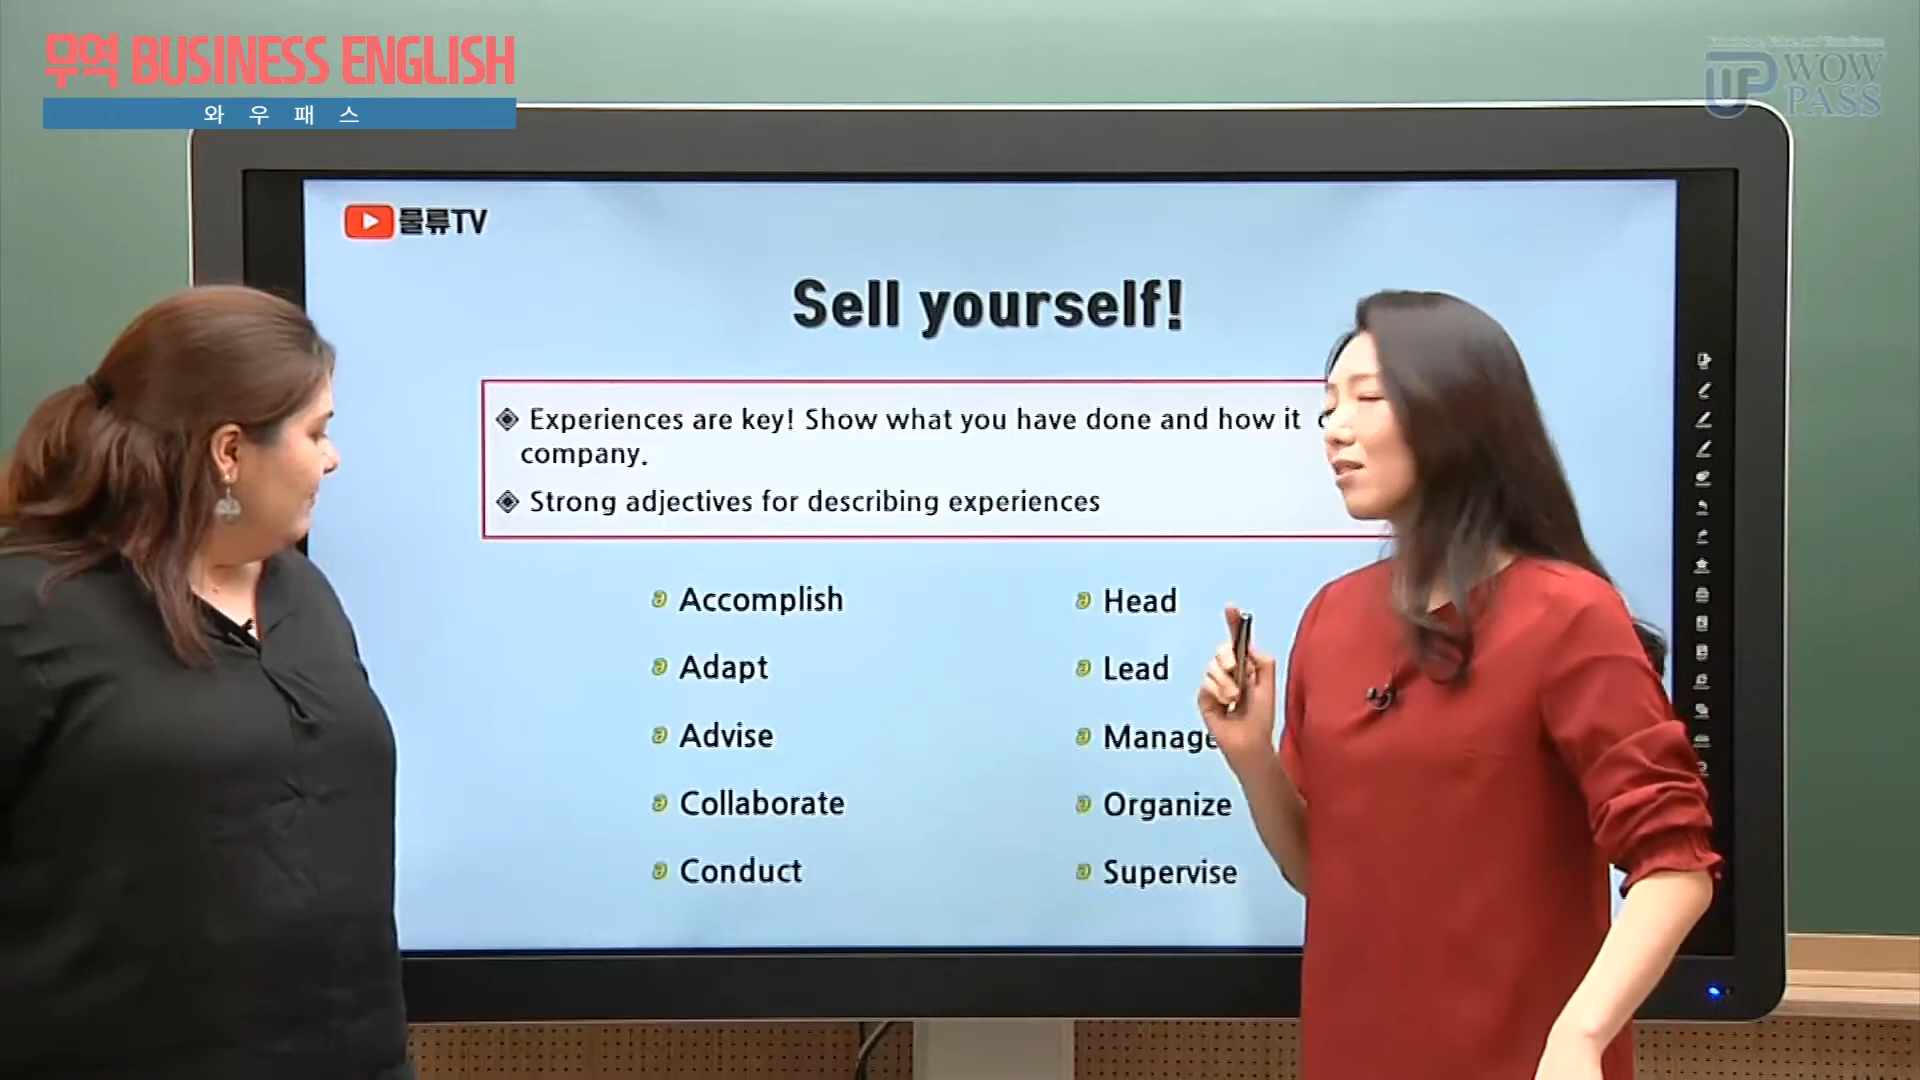 무역 BUSINESS ENGLISH
와우패스
WOW
PASS
물류TV
Sell yourself!
Experiences are key! Show what you have done and how it
company.
Strong adjectives for describing experiences
Accomplish
Head
Adapt
Lead
Advise
Manage
Collaborate
Organize
Conduct
Supervise